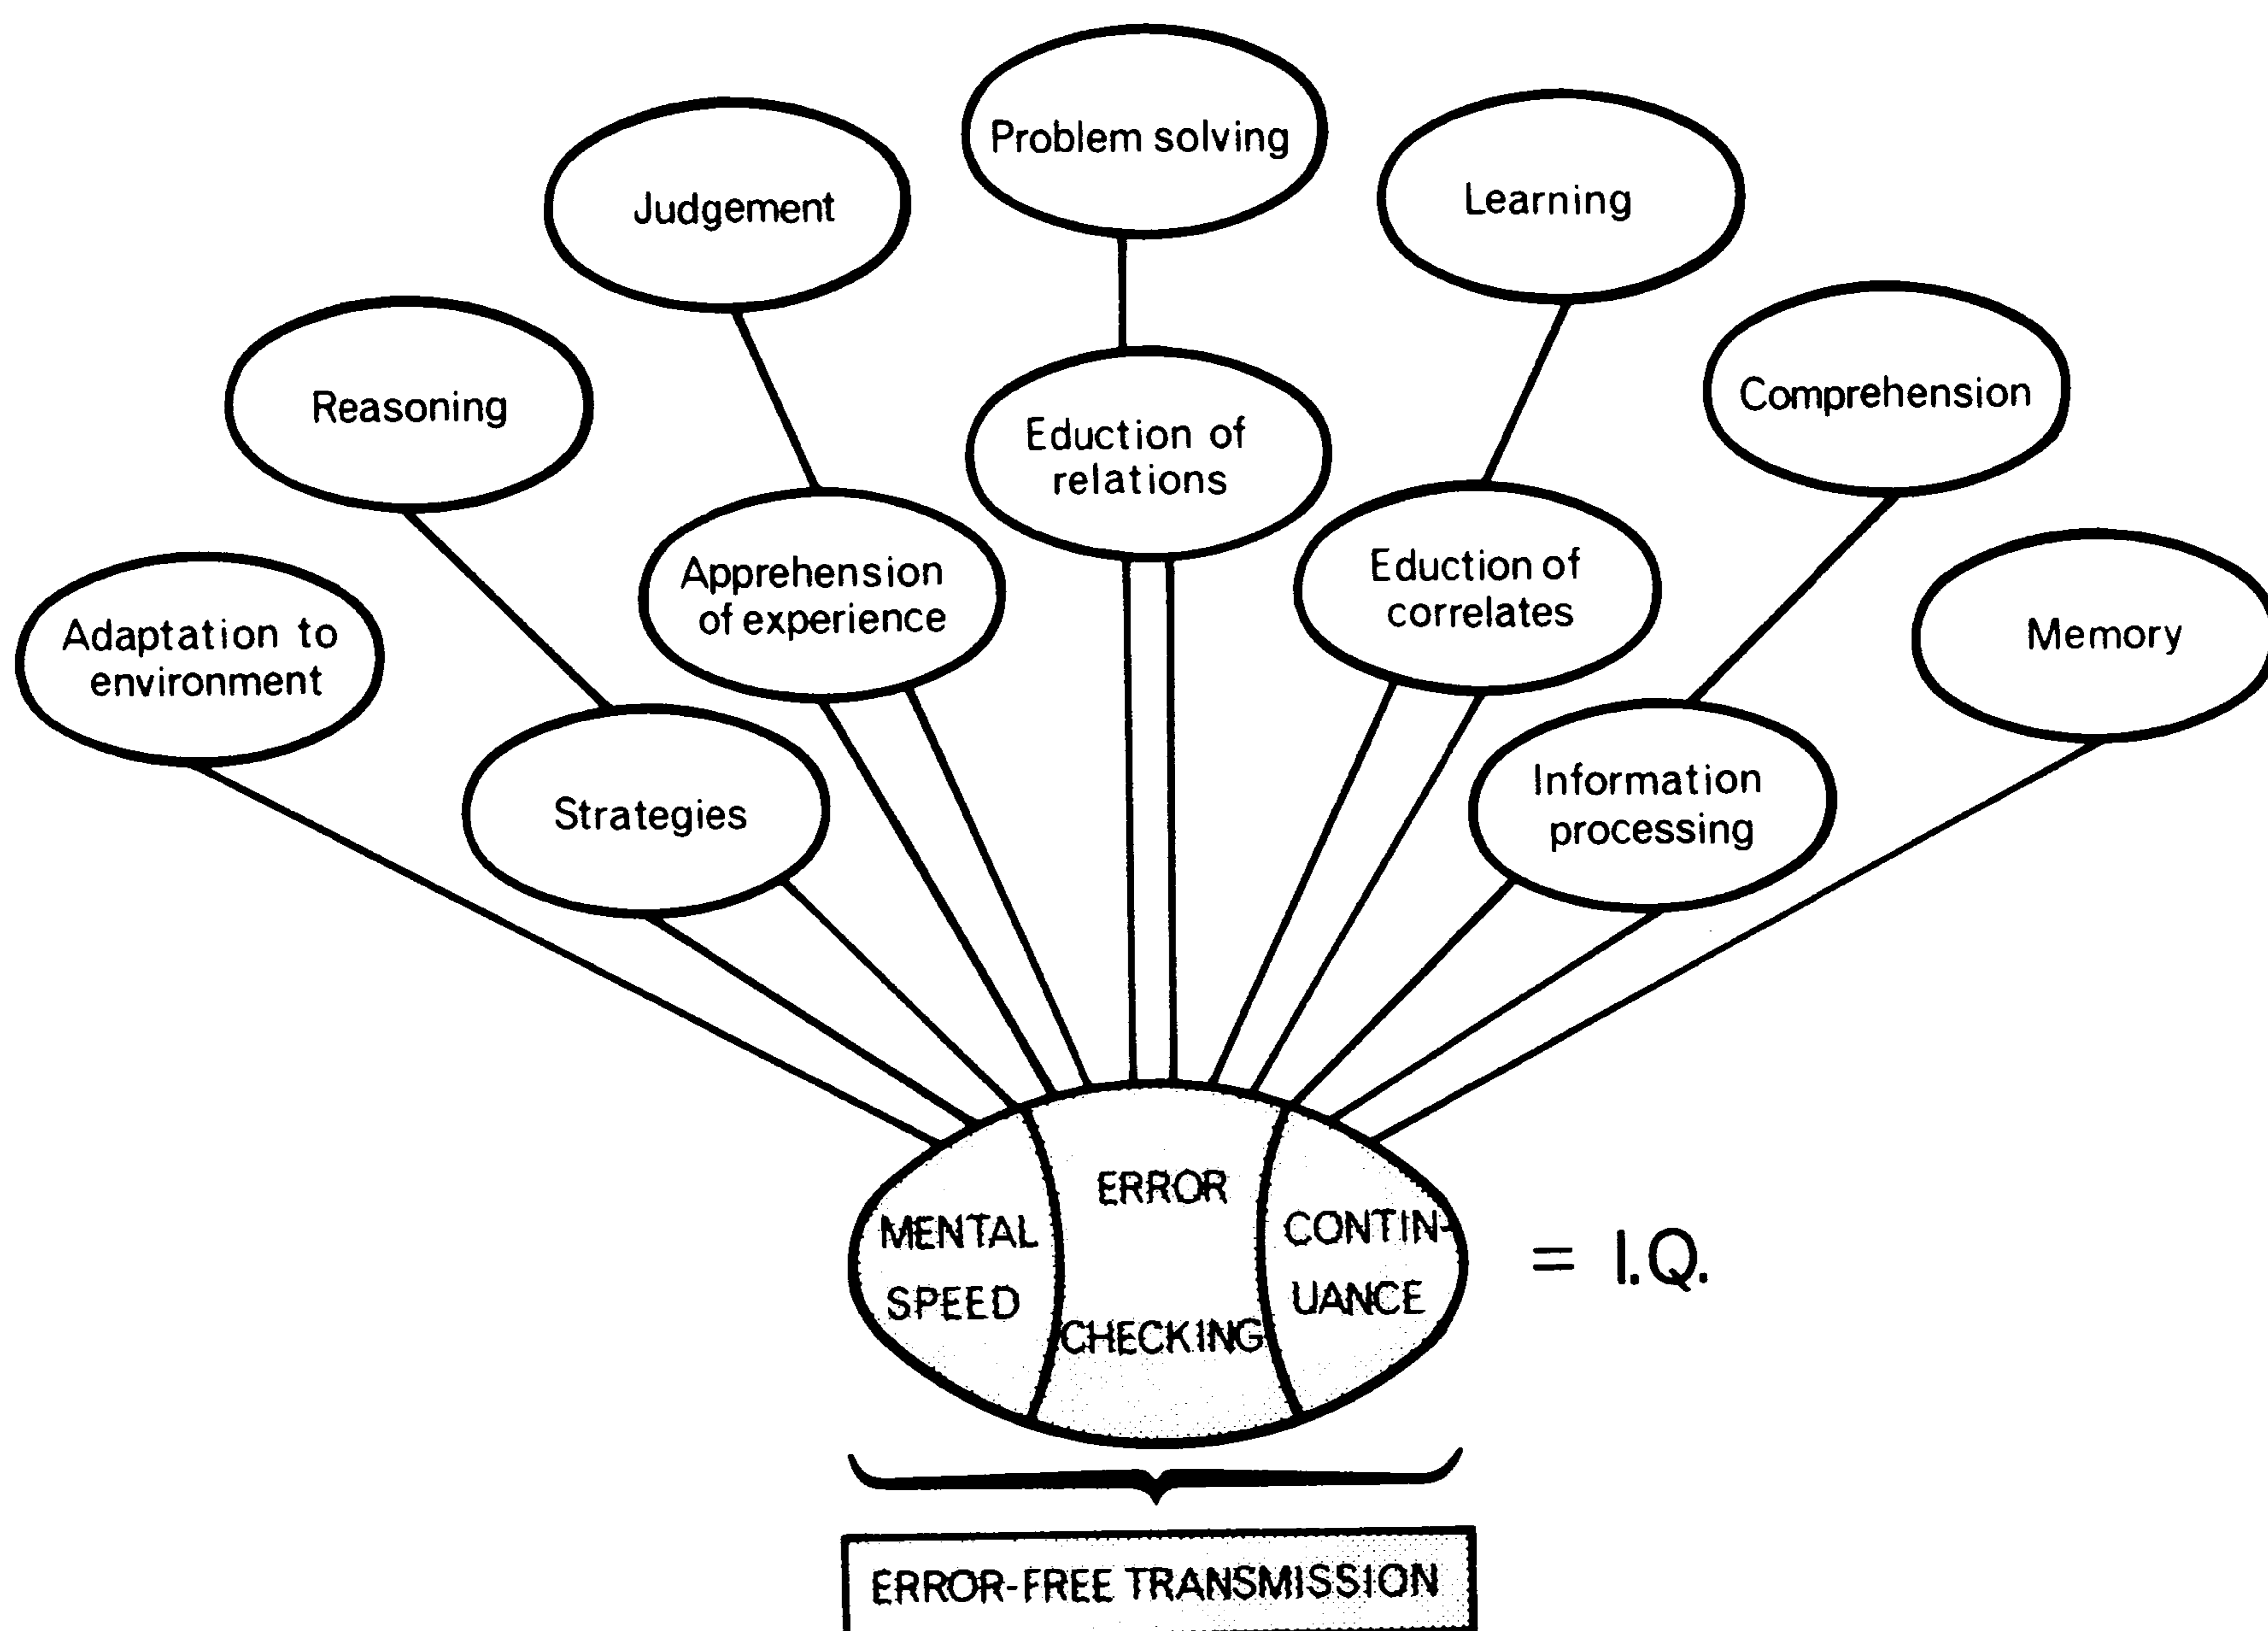 Problem solving
Judgement
Learning
Reasoning
Comprehension
Eduction of
relations
Apprehension
of experience
Eduction of
correlates
Adaptation to
environment
Memory
Strategies
Information
processing
MENTAL
SPEED
ERROR
CHECKING
CONTIN-
UANCE
= I.Q.
ERROR-FREE TRANSMISSION